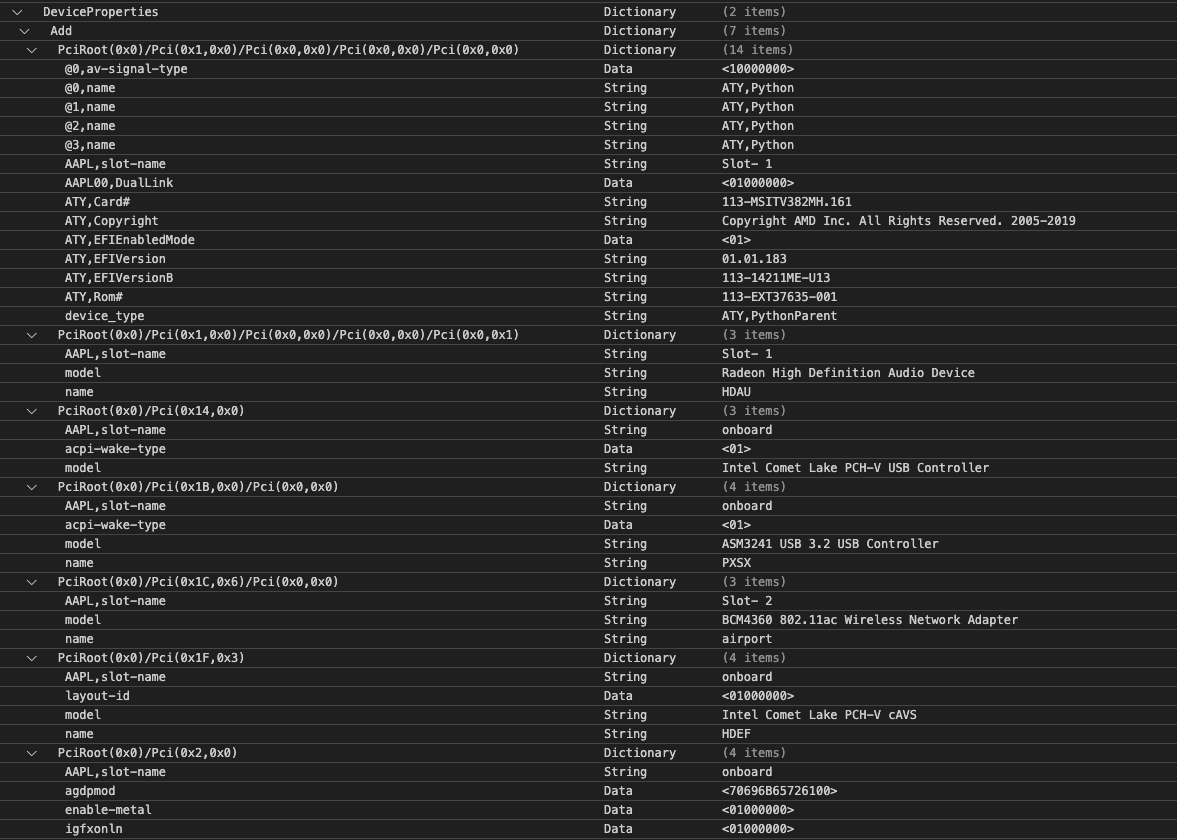 DeviceProperties Dictionary (2 items)
Add Dictionary (7 items)
PciRoot(0x0)/Pci(0x1,0x0)/Pci(0x0,0x0)/Pci(0x0,0x0)/Pci(0x0,0x0) Dictionary (14 items)
@0,av-signal-type Data <10000000>
@0,name String ATY,Python
@1,name String ATY,Python
@2,name String ATY,Python
@3,name String ATY,Python
AAPL,slot-name String Slot- 1
AAPL00,DualLink Data <01000000>
ATY,Card# String 113-MSITV382MH.161
ATY,Copyright String Copyright AMD Inc. All Rights Reserved. 2005-2019
ATY,EFIEnabledMode Data <01>
ATY,EFIVersion String 01.01.183
ATY,EFIVersionB String 113-14211ME-U13
ATY,Rom# String 113-EXT37635-001
device_type String ATY,PythonParent
PciRoot(0x0)/Pci(0x1,0x0)/Pci(0x0,0x0)/Pci(0x0,0x0)/Pci(0x0,0x1) Dictionary (3 items)
AAPL,slot-name String Slot- 1
model String Radeon High Definition Audio Device
name String HDAU
PciRoot(0x0)/Pci(0x14,0x0) Dictionary (3 items)
AAPL,slot-name String onboard
acpi-wake-type Data <01>
model String Intel Comet Lake PCH-V USB Controller
PciRoot(0x0)/Pci(0x1B,0x0)/Pci(0x0,0x0) Dictionary (4 items)
AAPL,slot-name String onboard
acpi-wake-type Data <01>
model String ASM3241 USB 3.2 USB Controller
name String PXSX
PciRoot(0x0)/Pci(0x1C,0x6)/Pci(0x0,0x0) Dictionary (3 items)
AAPL,slot-name String Slot- 2
model String BCM4360 802.11ac Wireless Network Adapter
name String airport
PciRoot(0x0)/Pci(0x1F,0x3) Dictionary (4 items)
AAPL,slot-name String onboard
layout-id Data <01000000>
model String Intel Comet Lake PCH-V cAVS
name String HDEF
PciRoot(0x0)/Pci(0x2,0x0) Dictionary (4 items)
AAPL,slot-name String onboard
agdpmod Data <70696B65726100>
enable-metal Data <01000000>
igfxonln Data <01000000>